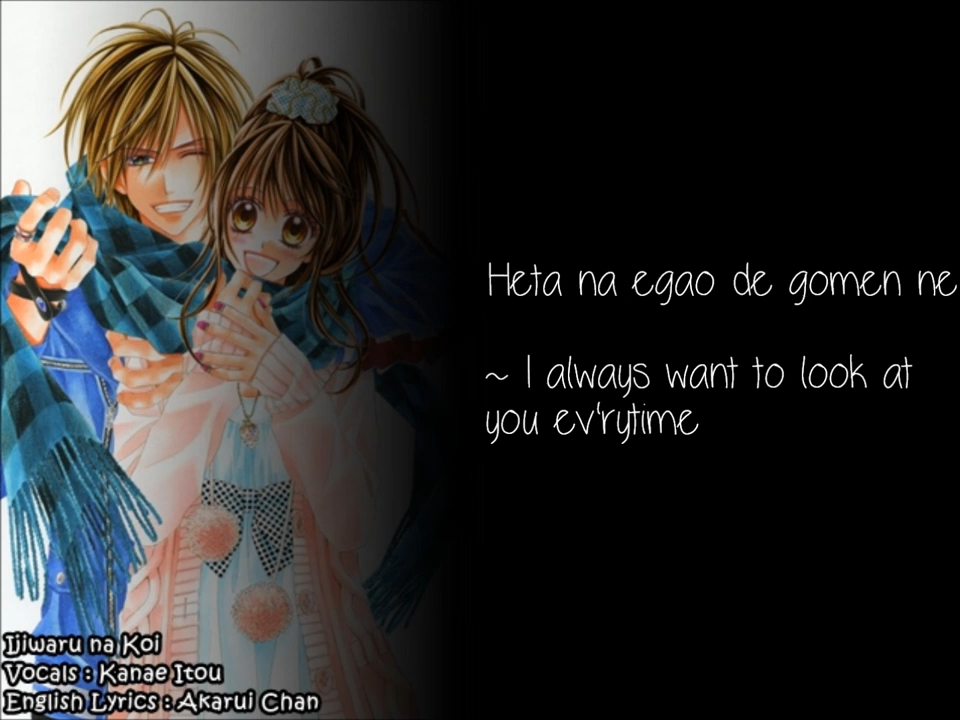 Heta na egao de gomen ne
~ I always want to look at
you ev'rytime
Ijiwaru na Koi
Vocals : Kanae Itou
English Lyrics : Akarui Chan